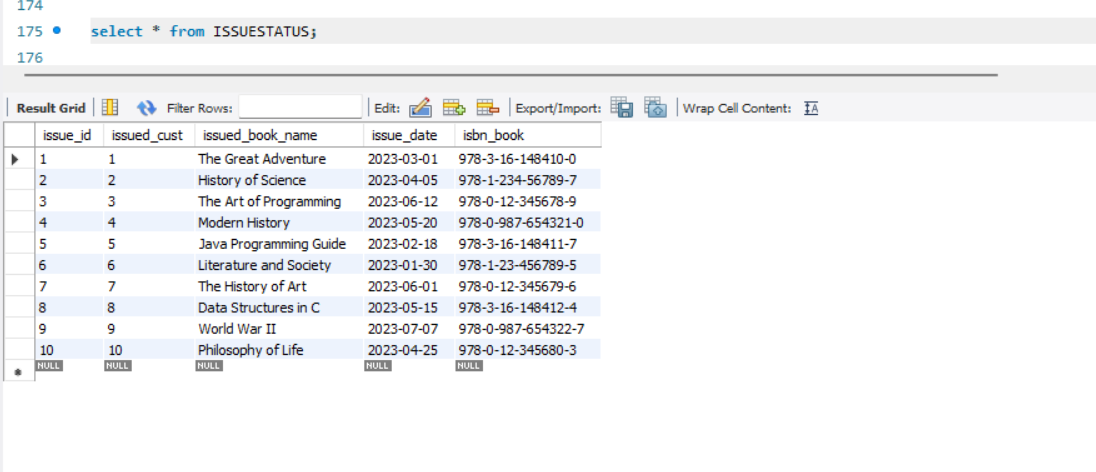 174
175 select * from ISSUESTATUS;
176
Result Grid Filter Rows: Edit: Export/Import: Wrap Cell Content: IA
issue_id issued_cust issued_book_name issue_date isbn_book
1 1 The Great Adventure 2023-03-01 978-3-16-148410-0
2 2 History of Science 2023-04-05 978-1-234-56789-7
3 3 The Art of Programming 2023-06-12 978-0-12-345678-9
4 4 Modern History 2023-05-20 978-0-987-654321-0
5 5 Java Programming Guide 2023-02-18 978-3-16-148411-7
6 6 Literature and Society 2023-01-30 978-1-23-456789-5
7 7 The History of Art 2023-06-01 978-0-12-345679-6
8 8 Data Structures in C 2023-05-15 978-3-16-148412-4
9 9 World War II 2023-07-07 978-0-987-654322-7
10 10 Philosophy of Life 2023-04-25 978-0-12-345680-3
NULL NULL NULL NULL NULL